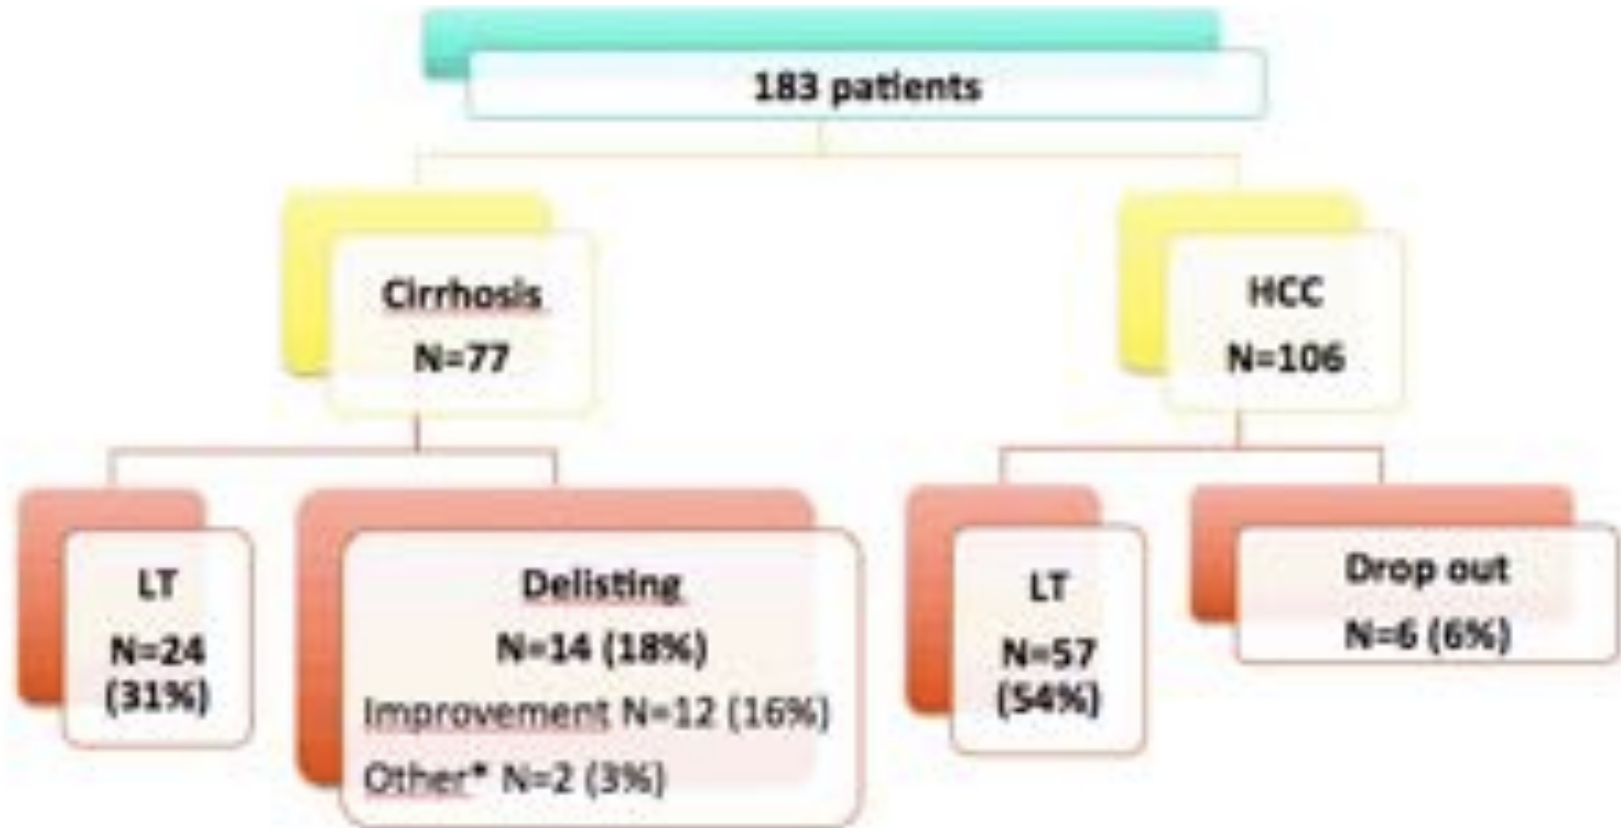 183 patients
Cirrhosis
N=77
HCC
N=106
LT
N=24
(31%)
Delisting
N=14 (18%)
Improvement N=12 (16%)
Other* N=2 (3%)
LT
N=57
(54%)
Drop out
N=6 (6%)